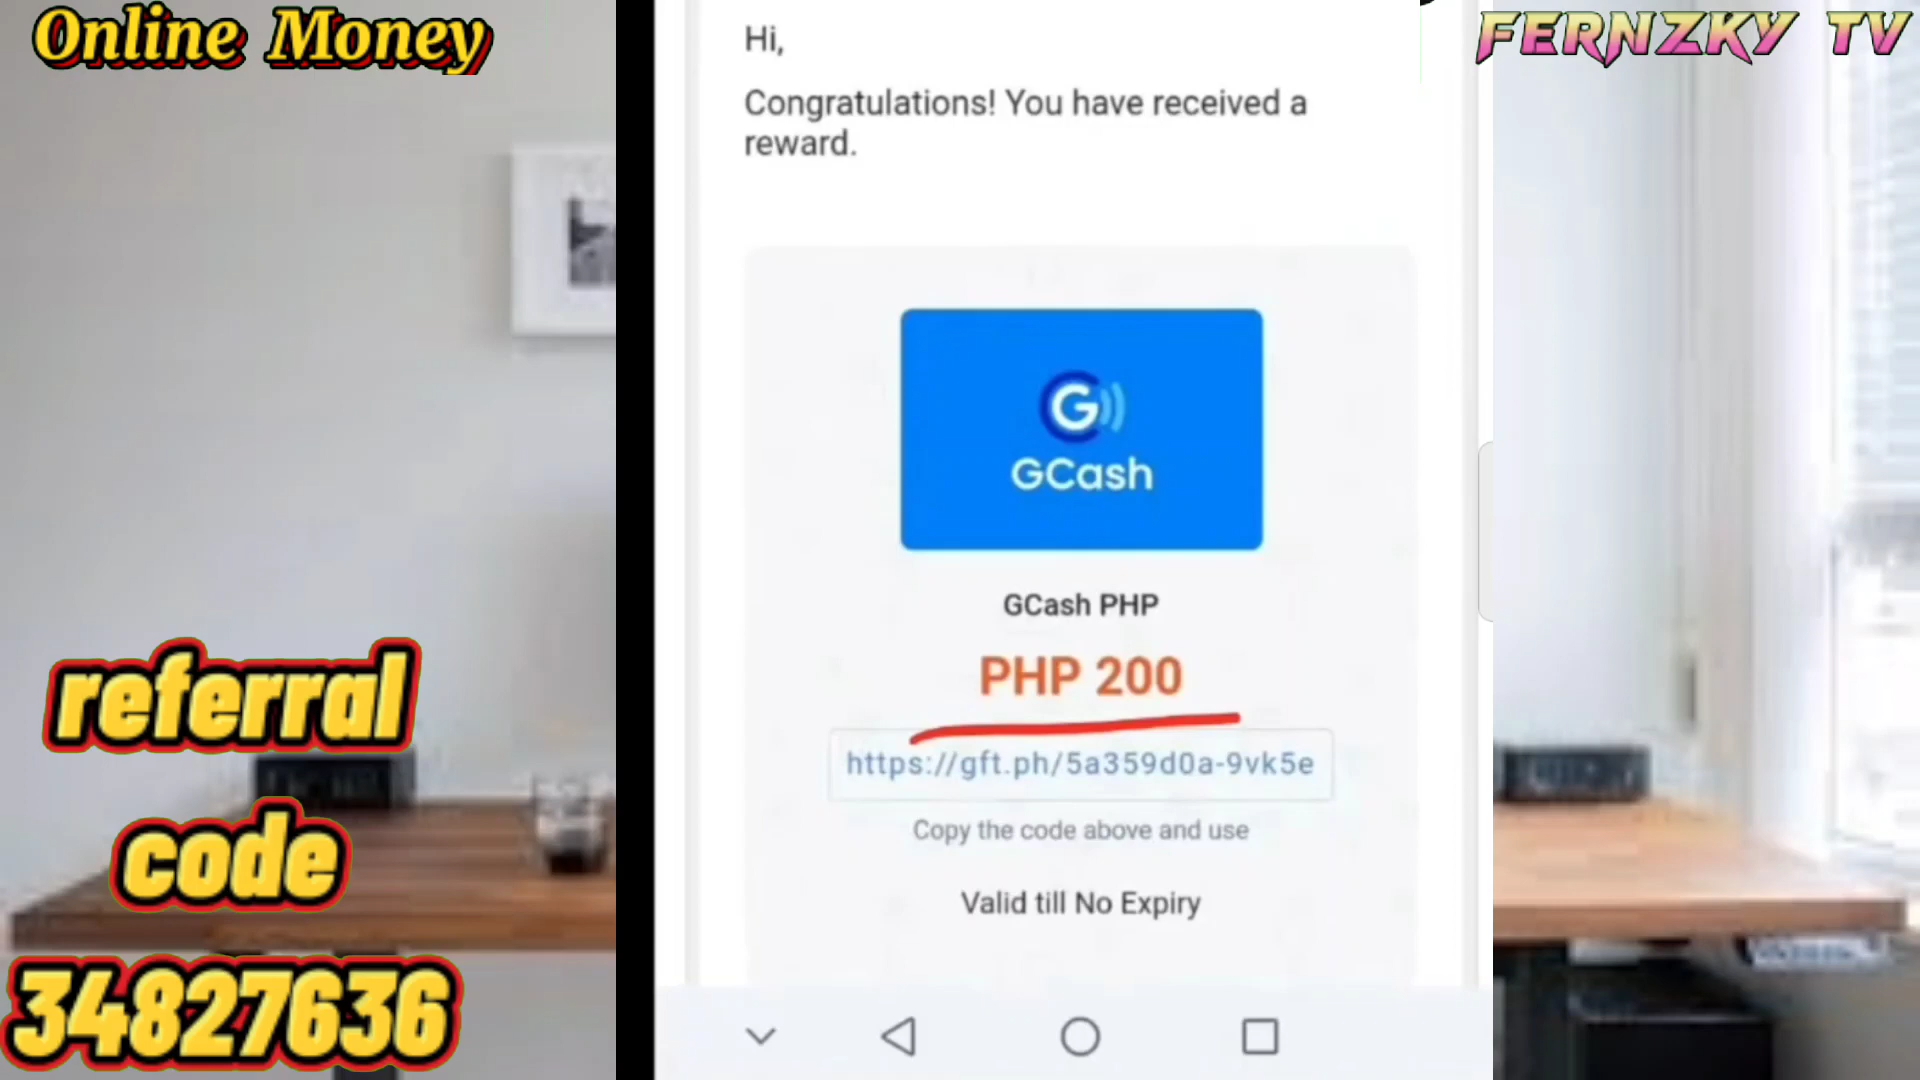 Online Money
FERNZKY TV
Hi,
Congratulations! You have received a
reward.
G
GCash
GCash PHP
PHP 200
https://gft.ph/5a359d0a-9vk5e
Copy the code above and use
Valid till No Expiry
referral
code
34827636